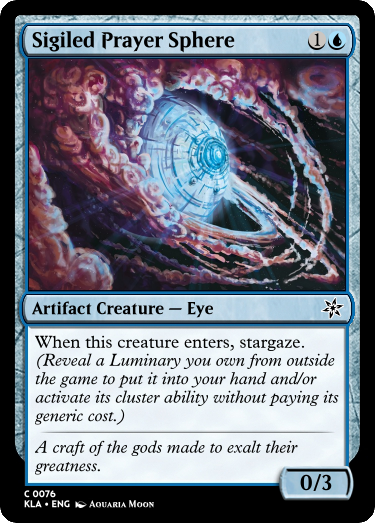 Sigiled Prayer Sphere 1
Artifact Creature — Eye
When this creature enters, stargaze.
(Reveal a Luminary you own from outside
the game to put it into your hand and/or
activate its cluster ability without paying its
generic cost.)
A craft of the gods made to exalt their
greatness.
0/3
C 0076
KLA • ENG Aquaria Moon